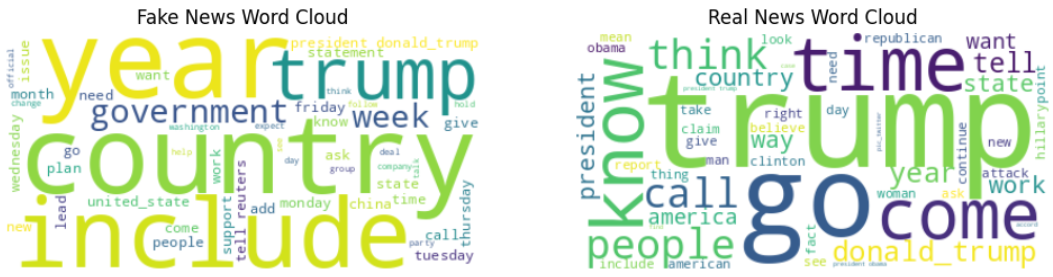 Fake News Word Cloud
official
issue
year
president donald_trump
statement
want
trump
month
need
think
change
government
friday
week
follow
hold
washington
expect
know
give
wednesday
country
go
plan
help
work
day
ask
group
deal
company
talk
state
time
thursday
united_state
lead
include
support
tell reuters
add
monday
china
new
come
people
party
call
tuesday
Real News Word Cloud
mean
obama
think
look
time
republican
want
tell
country
need
state
president
know
trump
president trump
take
right
day
hillary
point
claim
give
believe
way
pic_twitter
continue
new
report
man
clinton
year
attack
thing
call
go
woman
ask
work
america
come
accord
people
find
fact
include
american
see
donald_trump
president obama